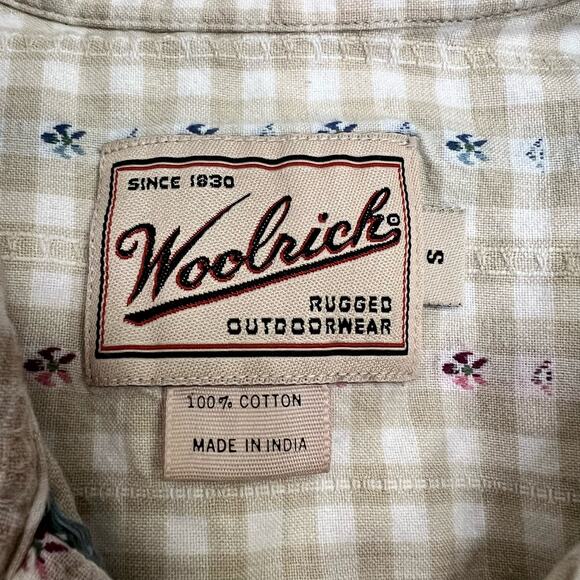 SINCE 1830
Woolrich®
RUGGED
OUTDOORWEAR
S
100% COTTON
MADE IN INDIA